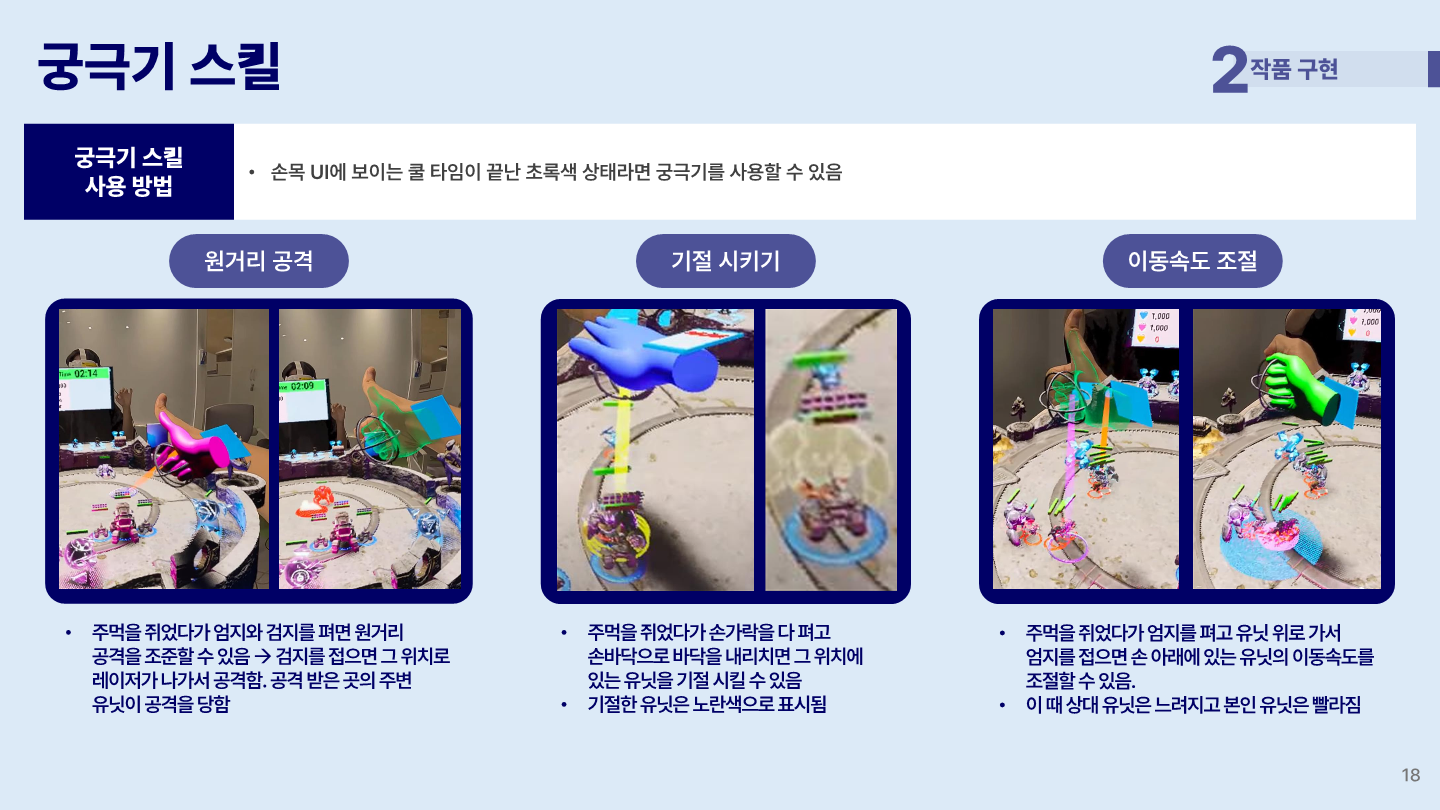 궁극기 스킬
2 작품 구현
궁극기 스킬
사용 방법
• 손목 UI에 보이는 쿨 타임이 끝난 초록색 상태라면 궁극기를 사용할 수 있음
원거리 공격
기절 시키기
이동속도 조절
02:14
02:09
1,000
1,000
0
1,000
0
• 주먹을 쥐었다가 엄지와 검지를 펴면 원거리
공격을 조준할 수 있음 → 검지를 접으면 그 위치로
레이저가 나가서 공격함. 공격 받은 곳의 주변
유닛이 공격을 당함
• 주먹을 쥐었다가 손가락을 다 펴고
손바닥으로 바닥을 내리치면 그 위치에
있는 유닛을 기절 시킬 수 있음
• 기절한 유닛은 노란색으로 표시됨
• 주먹을 쥐었다가 엄지를 펴고 유닛 위로 가서
엄지를 접으면 손 아래에 있는 유닛의 이동속도를
조절할 수 있음.
• 이 때 상대 유닛은 느려지고 본인 유닛은 빨라짐
18